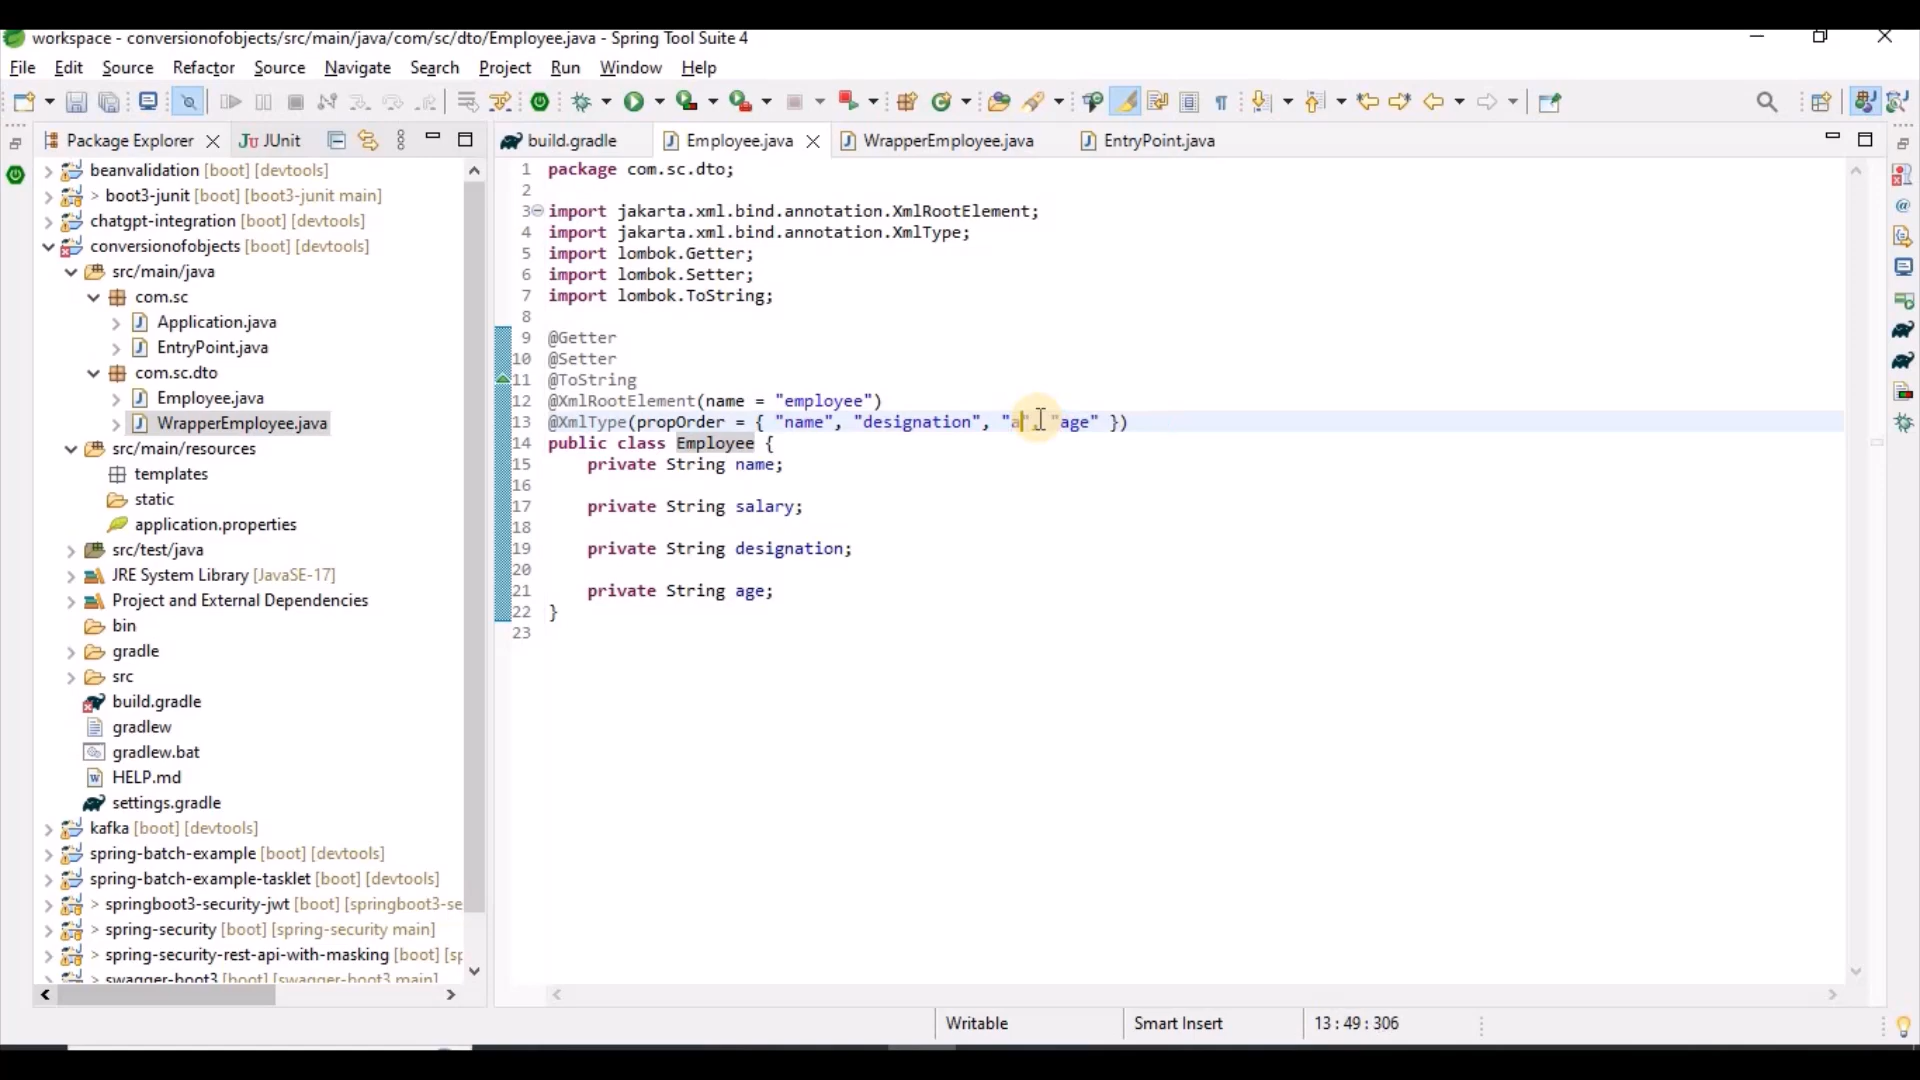 workspace - conversionofobjects/src/main/java/com/sc/dto/Employee.java - Spring Tool Suite 4
File Edit Source Refactor Source Navigate Search Project Run Window Help
Package Explorer JU JUnit
build.gradle Employee.java WrapperEmployee.java EntryPoint.java
beanvalidation [boot] [devtools]
> boot3-junit [boot] [boot3-junit main]
chatgpt-integration [boot] [devtools]
conversionofobjects [boot] [devtools]
src/main/java
com.sc
Application.java
EntryPoint.java
com.sc.dto
Employee.java
WrapperEmployee.java
src/main/resources
templates
static
application.properties
src/test/java
JRE System Library [JavaSE-17]
Project and External Dependencies
bin
gradle
src
build.gradle
gradlew
gradlew.bat
HELP.md
settings.gradle
kafka [boot] [devtools]
spring-batch-example [boot] [devtools]
spring-batch-example-tasklet [boot] [devtools]
> springboot3-security-jwt [boot] [springboot3-se
> spring-security [boot] [spring-security main]
> spring-security-rest-api-with-masking [boot] [sp
> swagger-boot3 [boot] [swagger-boot3 main]
1 package com.sc.dto;
2
3 import jakarta.xml.bind.annotation.XmlRootElement;
4 import jakarta.xml.bind.annotation.XmlType;
5 import lombok.Getter;
6 import lombok.Setter;
7 import lombok.ToString;
8
9 @Getter
10 @Setter
11 @ToString
12 @XmlRootElement(name = "employee")
13 @XmlType(propOrder = { "name", "designation", "a", "age" })
14 public class Employee {
15 private String name;
16
17 private String salary;
18
19 private String designation;
20
21 private String age;
22 }
23
Writable Smart Insert 13 : 49 : 306